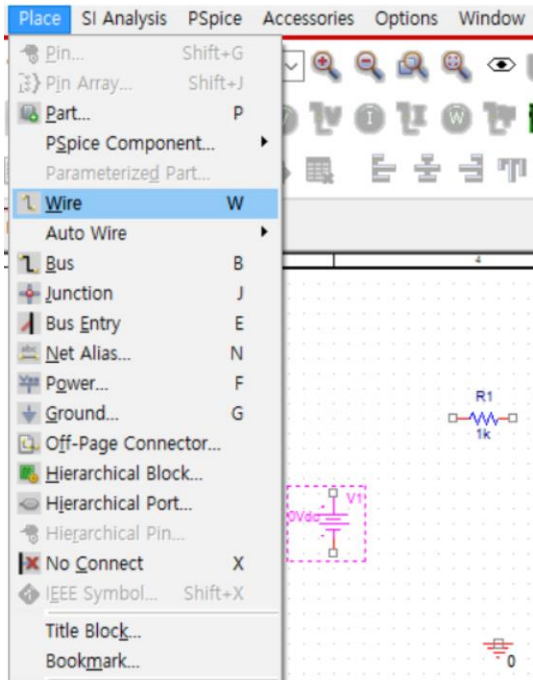 Place SI Analysis PSpice Accessories Options Window
Pin... Shift+G
Pin Array... Shift+J
Part... P
PSpice Component...
Parameterized Part...
Wire W
Auto Wire
Bus B
Junction J
Bus Entry E
Net Alias... N
Power... F
Ground... G
Off-Page Connector...
Hierarchical Block...
Hierarchical Port...
Hierarchical Pin...
No Connect X
IEEE Symbol... Shift+X
Title Block...
Bookmark...
4
R1
1k
V1
0Vdc
0